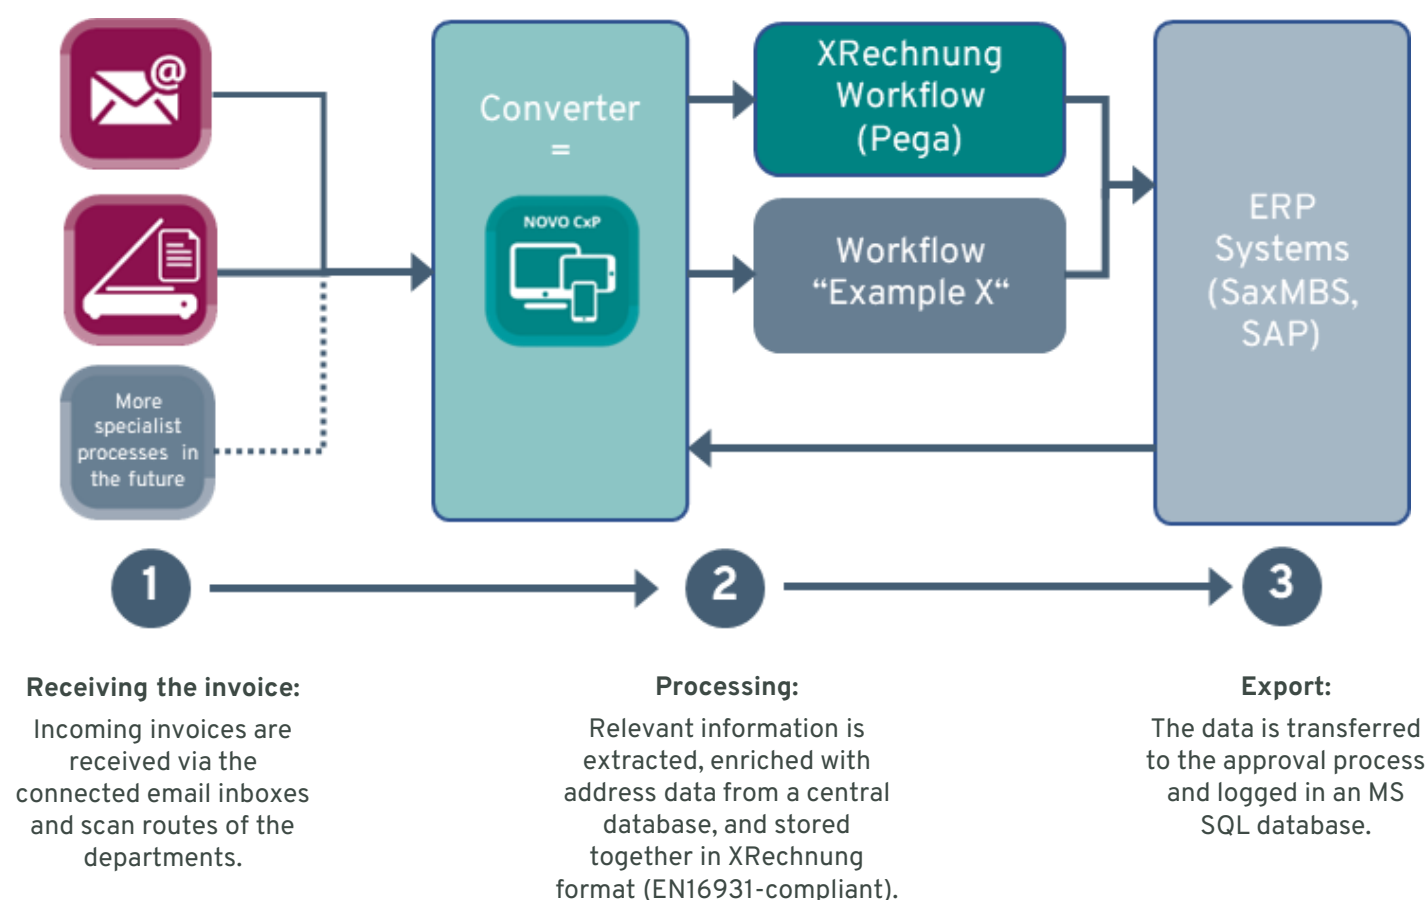 @
More
specialist
processes in
the future
Converter
=
NOVO CxP
XRechnung
Workflow
(Pega)
Workflow
“Example X“
ERP
Systems
(SaxMBS,
SAP)
1
2
3
Receiving the invoice:
Incoming invoices are
received via the
connected email inboxes
and scan routes of the
departments.
Processing:
Relevant information is
extracted, enriched with
address data from a central
database, and stored
together in XRechnung
format (EN16931-compliant).
Export:
The data is transferred
to the approval process
and logged in an MS
SQL database.